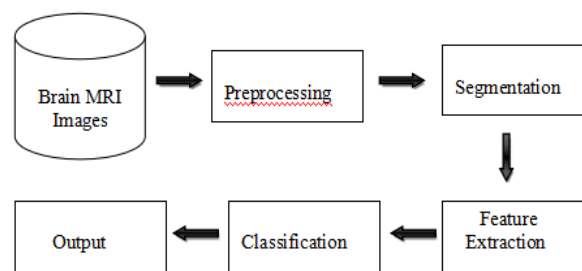 Brain MRI
Images
Preprocessing
Segmentation
Feature
Extraction
Classification
Output